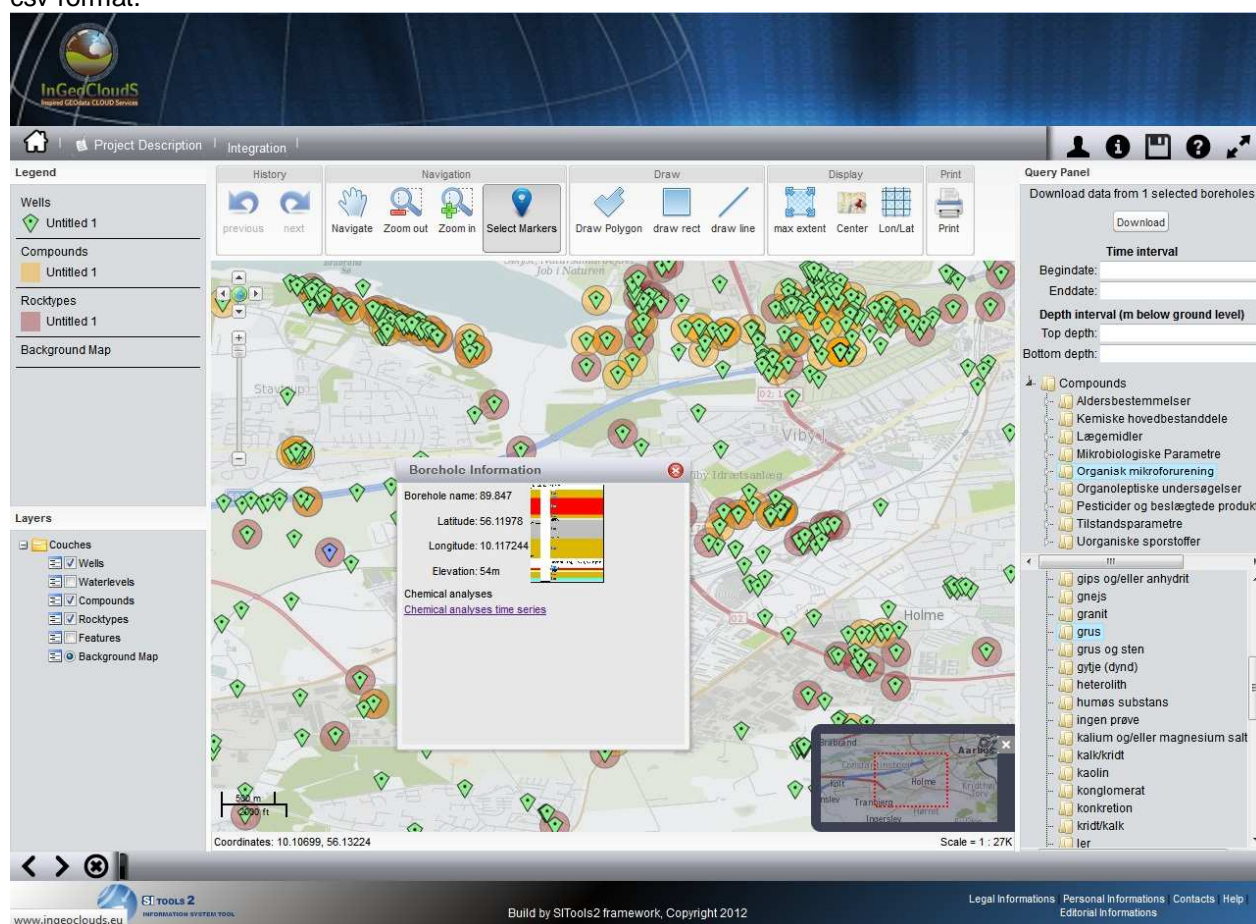 csv format.
InGeoCloudS
Inspired GEOdata CLOUD Services
Project Description
Integration
Legend
Wells
Untitled 1
Compounds
Untitled 1
Rocktypes
Untitled 1
Background Map
Layers
Couches
Wells
Waterlevels
Compounds
Rocktypes
Features
Background Map
History
previous next
Navigation
Navigate Zoom out Zoom in Select Markers
Draw
Draw Polygon draw rect draw line
Display
max extent Center Lon/Lat
Print
Print
Job i Naturen
Viby J
Viby Idrætsanlæg
Holme
02
Borehole Information
Borehole name: 89.847
Latitude: 56.11978
Longitude: 10.117244
Elevation: 54m
Chemical analyses
Chemical analyses time series
500 m
2000 ft
Brabrand
Aarhus
Holme
Tranbjerg
Ingerslev
Coordinates: 10.10699, 56.13224
Scale = 1 : 27K
Query Panel
Download data from 1 selected boreholes
Download
Time interval
Begindate:
Enddate:
Depth interval (m below ground level)
Top depth:
Bottom depth:
Compounds
Aldersbestemmelser
Kemiske hovedbestanddele
Lægemidler
Mikrobiologiske Parametre
Organisk mikroforurening
Organoleptiske undersøgelser
Pesticider og beslægtede produkt
Tilstandsparametre
Uorganiske sporstoffer
gips og/eller anhydrit
gnejs
granit
grus
grus og sten
gytje (dynd)
heterolith
humøs substans
ingen prøve
kalium og/eller magnesium salt
kalk/kridt
kaolin
konglomerat
konkretion
kridt/kalk
ler
www.ingeoclouds.eu
SI TOOLS 2
INFORMATION SYSTEM TOOL
Build by SITools2 framework, Copyright 2012
Legal Informations | Personal Informations | Contacts | Help |
Editorial Informations